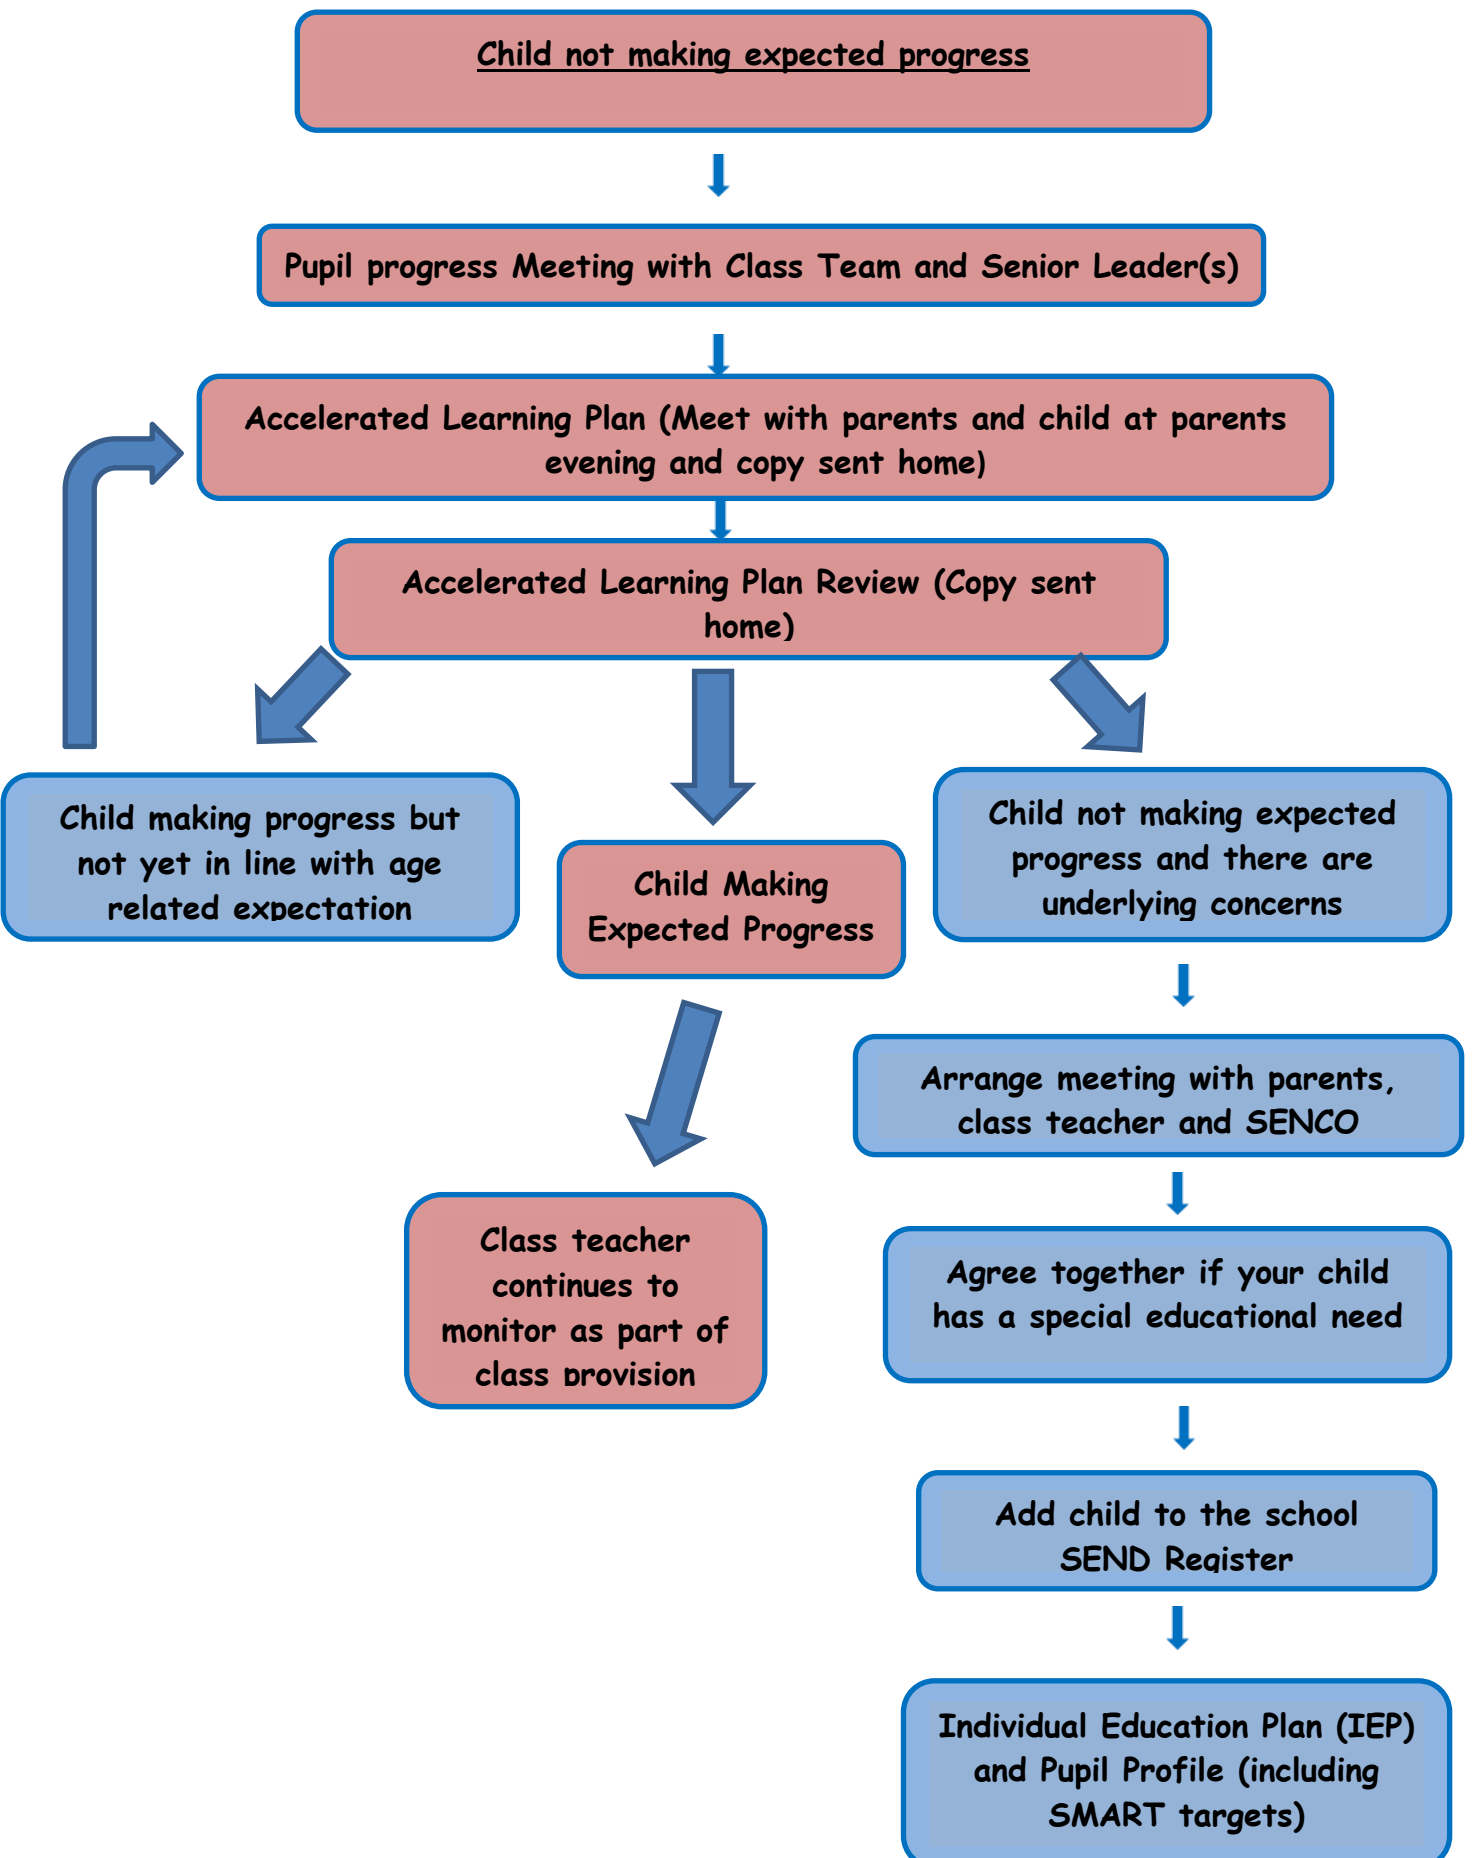 Child not making expected progress
Pupil progress Meeting with Class Team and Senior Leader(s)
Accelerated Learning Plan (Meet with parents and child at parents
evening and copy sent home)
Accelerated Learning Plan Review (Copy sent
home)
Child making progress but
not yet in line with age
related expectation
Child Making
Expected Progress
Child not making expected
progress and there are
underlying concerns
Class teacher
continues to
monitor as part of
class provision
Arrange meeting with parents,
class teacher and SENCO
Agree together if your child
has a special educational need
Add child to the school
SEND Register
Individual Education Plan (IEP)
and Pupil Profile (including
SMART targets)